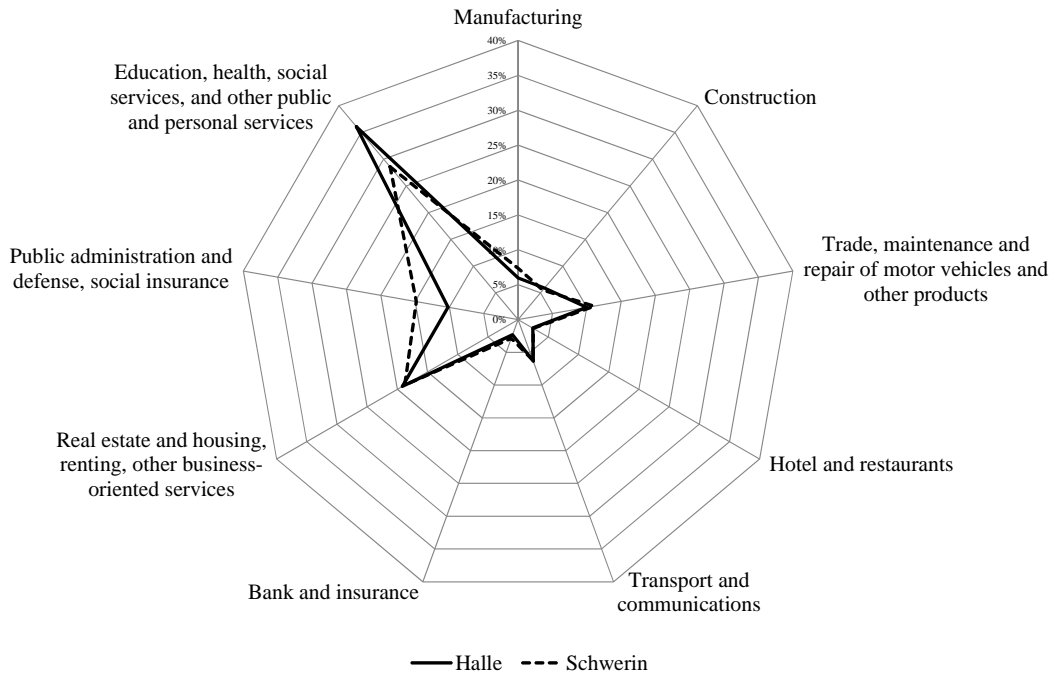 Manufacturing
40%
35%
30%
25%
20%
15%
10%
5%
0%
Construction
Trade, maintenance and
repair of motor vehicles and
other products
Hotel and restaurants
Transport and
communications
Bank and insurance
Real estate and housing,
renting, other business-
oriented services
Public administration and
defense, social insurance
Education, health, social
services, and other public
and personal services
Halle
Schwerin